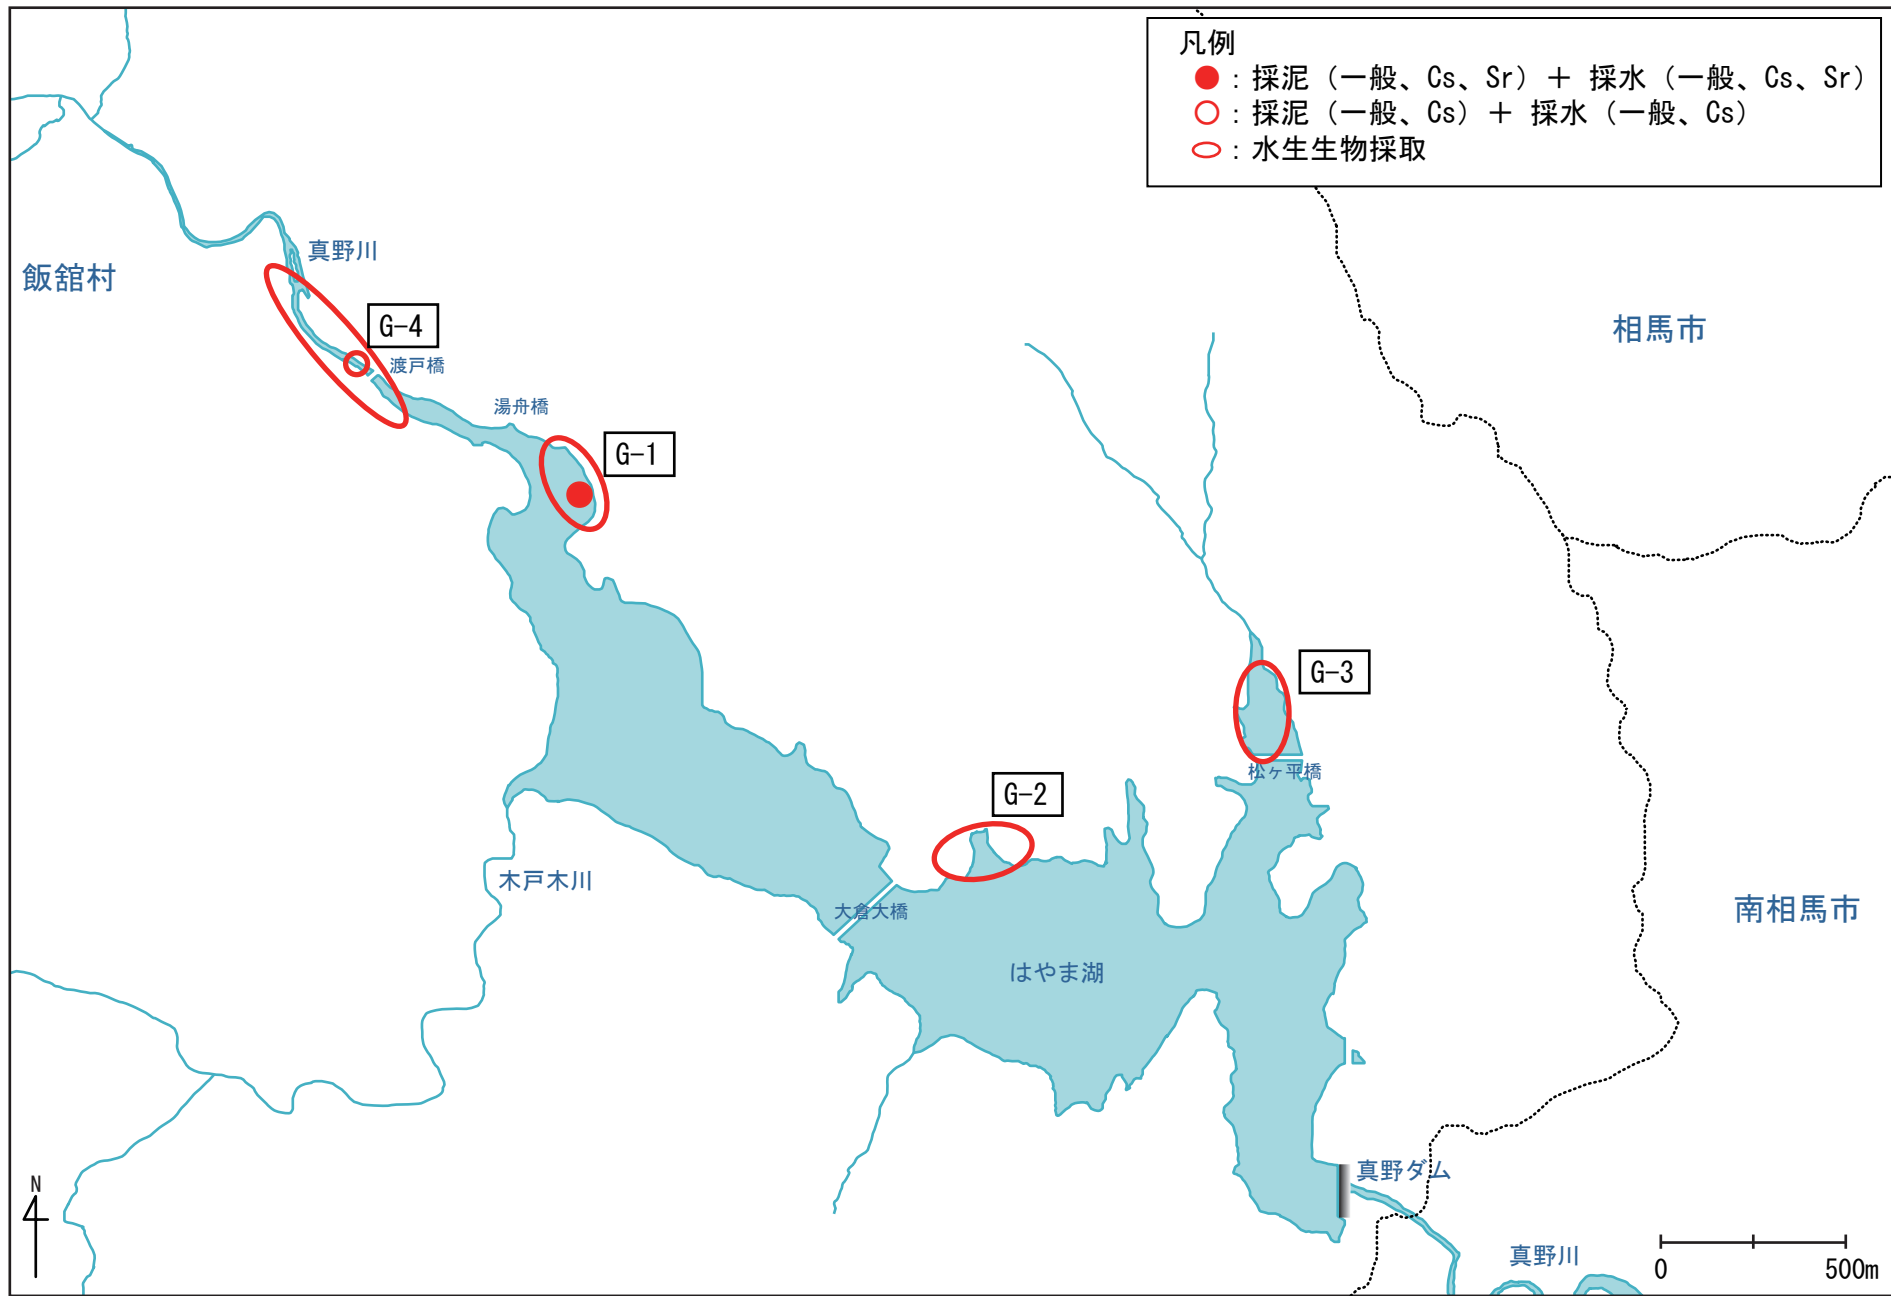 凡例
● : 採泥 (一般、Cs、Sr) ＋ 採水 (一般、Cs、Sr)
○ : 採泥 (一般、Cs) ＋ 採水 (一般、Cs)
: 水生生物採取
真野川
飯舘村
G-4
相馬市
渡戸橋
湯舟橋
G-1
G-3
松ヶ平橋
G-2
木戸木川
大倉大橋
南相馬市
はやま湖
真野ダム
N
真野川
0 500m